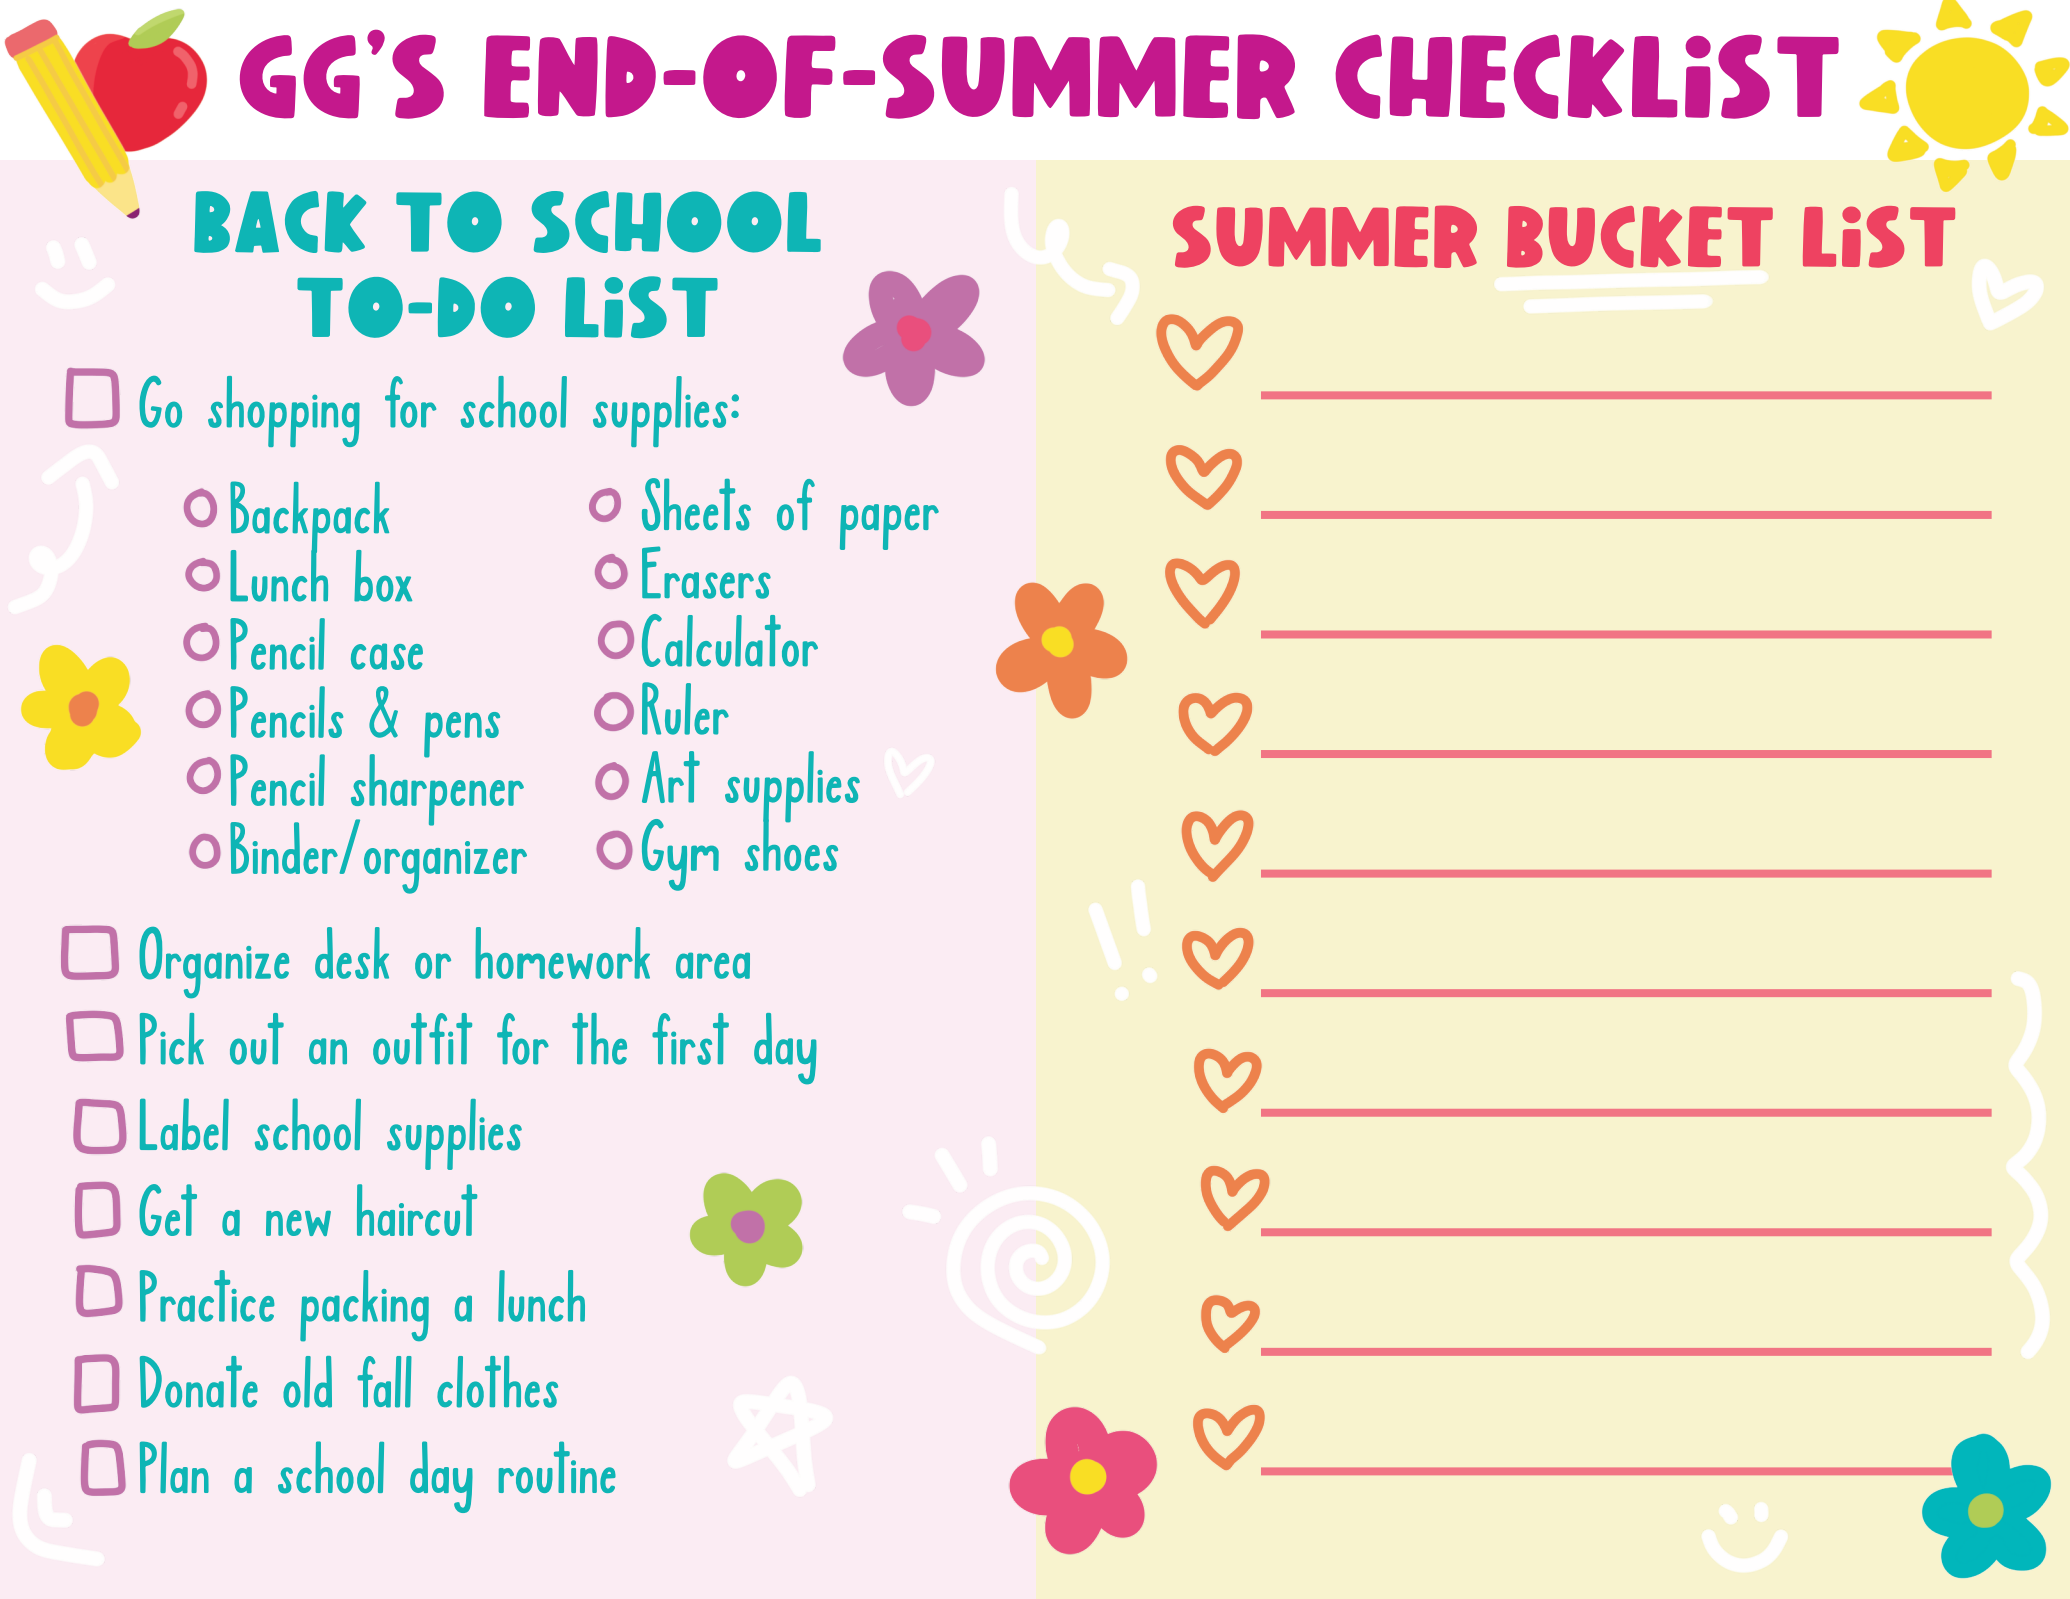 GG'S END-OF-SUMMER CHECKLiST
BACK TO SCHOOL
TO-DO LiST
Go shopping for school supplies:
Backpack
Lunch box
Pencil case
Pencils & pens
Pencil sharpener
Binder/organizer
Sheets of paper
Erasers
Calculator
Ruler
Art supplies
Gym shoes
Organize desk or homework area
Pick out an outfit for the first day
Label school supplies
Get a new haircut
Practice packing a lunch
Donate old fall clothes
Plan a school day routine
SUMMER BUCKET LiST
!!